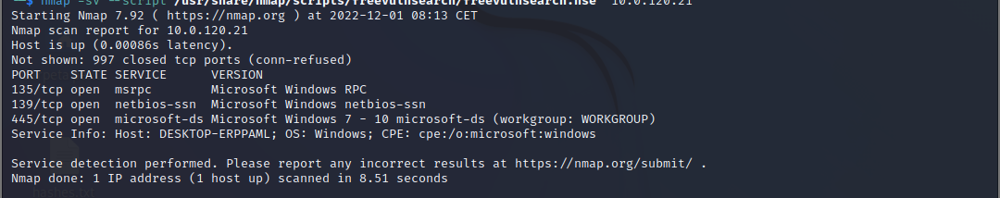 nmap -sV --script /usr/share/nmap/scripts/freevulnsearch/freevulnsearch.nse 10.0.120.21
Starting Nmap 7.92 ( https://nmap.org ) at 2022-12-01 08:13 CET
Nmap scan report for 10.0.120.21
Host is up (0.00086s latency).
Not shown: 997 closed tcp ports (conn-refused)
PORT    STATE SERVICE      VERSION
135/tcp open  msrpc        Microsoft Windows RPC
139/tcp open  netbios-ssn  Microsoft Windows netbios-ssn
445/tcp open  microsoft-ds Microsoft Windows 7 - 10 microsoft-ds (workgroup: WORKGROUP)
Service Info: Host: DESKTOP-ERPPAML; OS: Windows; CPE: cpe:/o:microsoft:windows
Service detection performed. Please report any incorrect results at https://nmap.org/submit/ .
Nmap done: 1 IP address (1 host up) scanned in 8.51 seconds
hashes.txt